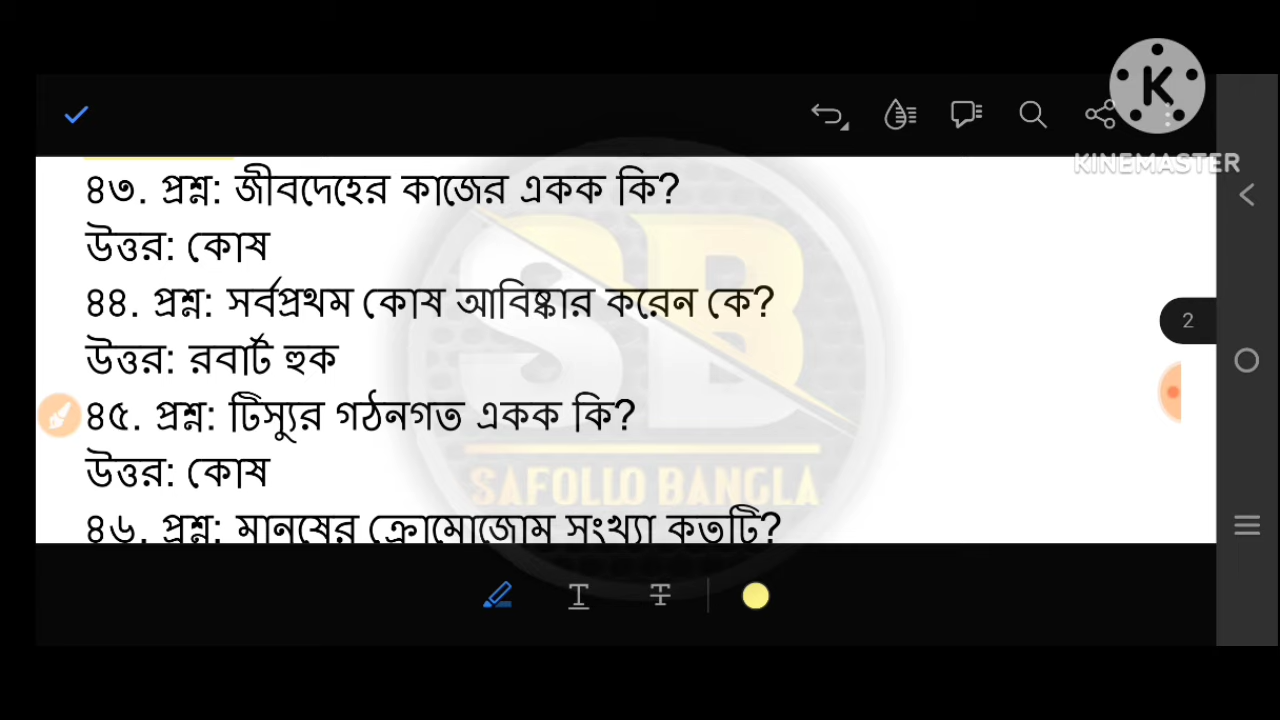 KINEMASTER
৪৩. প্রশ্ন: জীবদেহের কাজের একক কি?
উত্তর: কোষ
৪৪. প্রশ্ন: সর্বপ্রথম কোষ আবিষ্কার করেন কে?
উত্তর: রবার্ট হুক
2
৪৫. প্রশ্ন: টিস্যুর গঠনগত একক কি?
উত্তর: কোষ
SB
SAFOLLO BANGLA
৪৬. প্রশ্ন: মানুষের ক্রোমোজোম সংখ্যা কতটি?